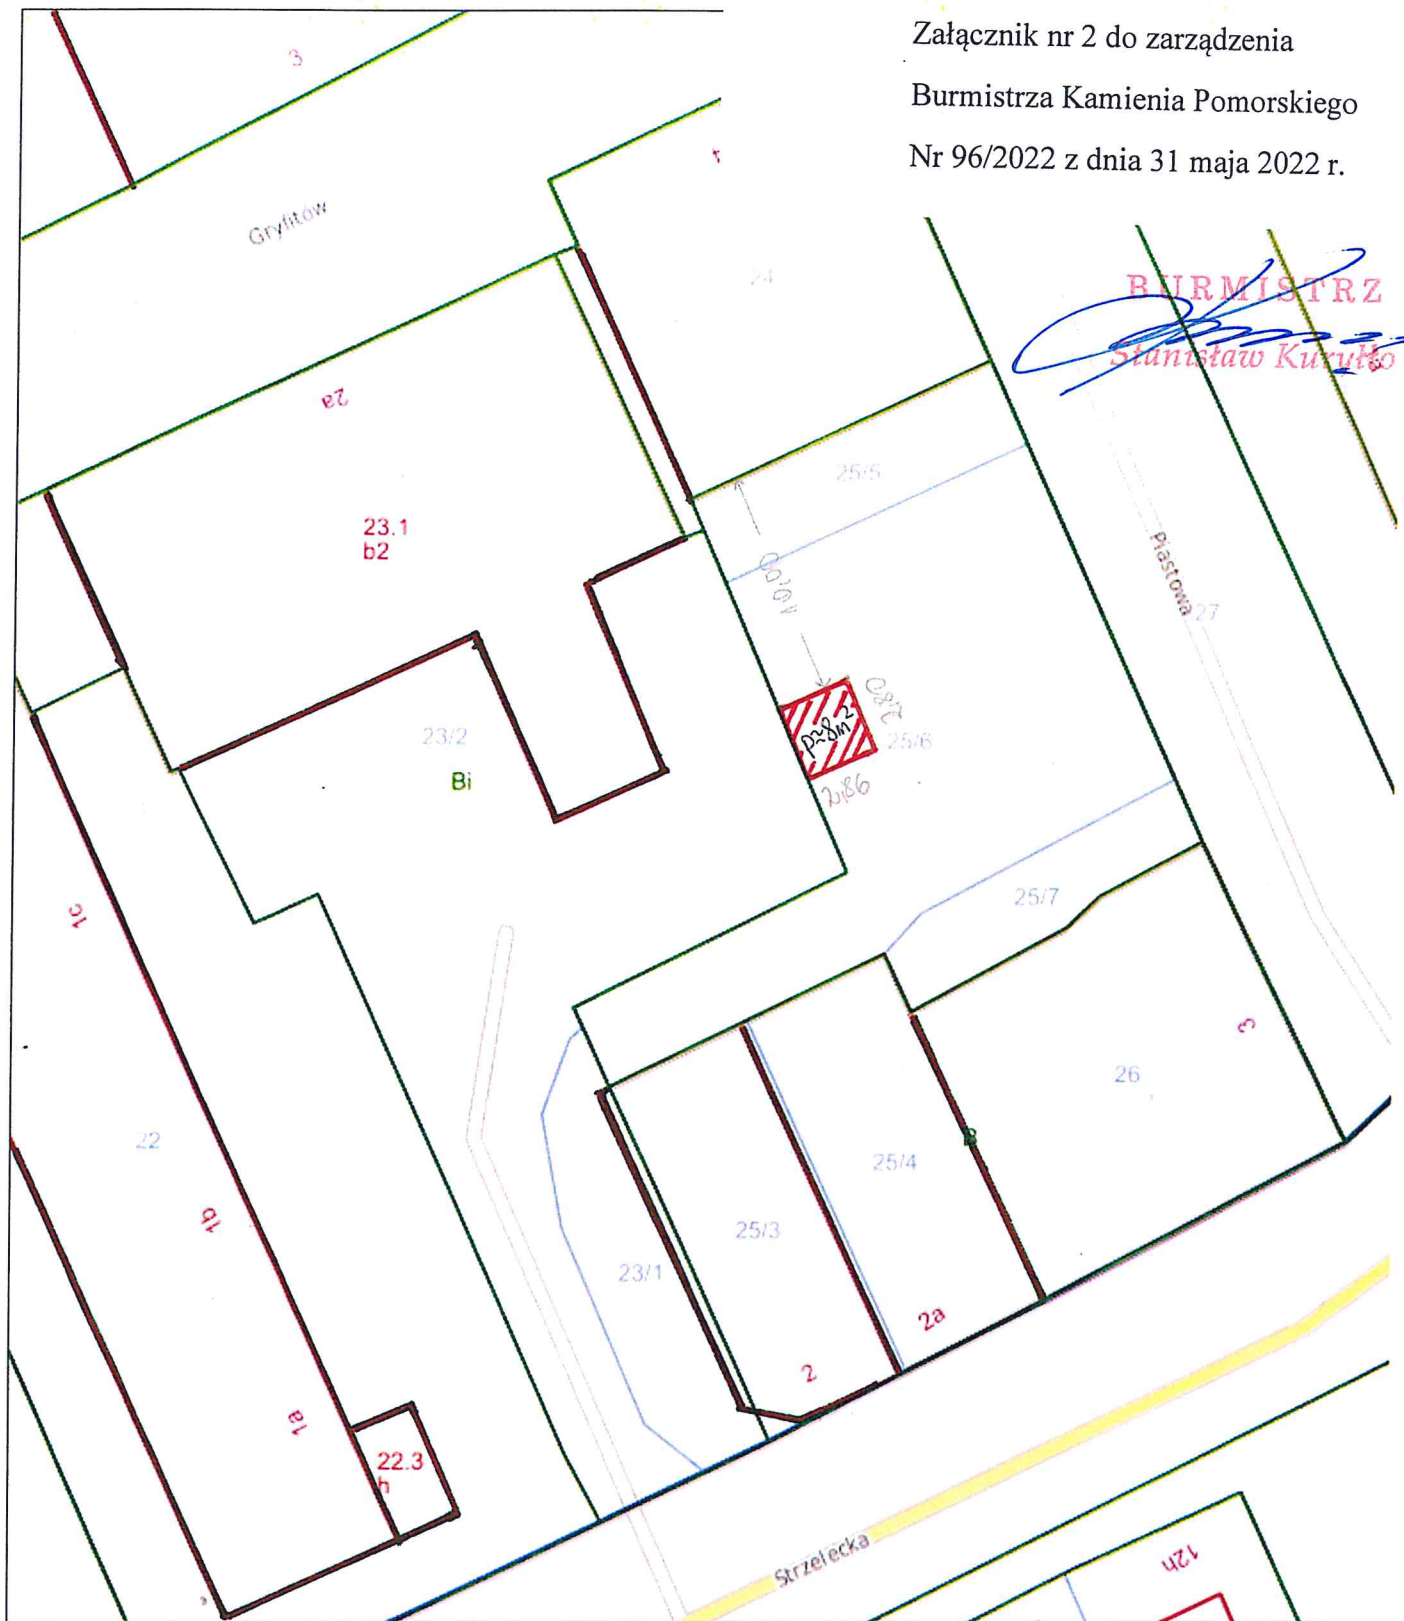 Załącznik nr 2 do zarządzenia
Burmistrza Kamienia Pomorskiego
Nr 96/2022 z dnia 31 maja 2022 r.
BURMISTRZ
Stanisław Kuryłło
3
Gryfitów
4
24
2a
25/5
23.1
b2
10,00
Piastowa
27
2,80
p≈8m²
25/6
2,86
23/2
Bi
1c
25/7
3
26
22
B
25/4
1b
25/3
23/1
2a
2
1a
22.3
h
Strzelecka
12h